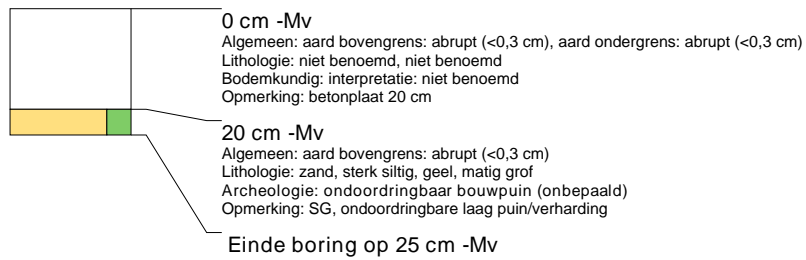 0 cm -Mv
Algemeen: aard bovengrens: abrupt (<0,3 cm), aard ondergrens: abrupt (<0,3 cm)
Lithologie: niet benoemd, niet benoemd
Bodemkundig: interpretatie: niet benoemd
Opmerking: betonplaat 20 cm
20 cm -Mv
Algemeen: aard bovengrens: abrupt (<0,3 cm)
Lithologie: zand, sterk siltig, geel, matig grof
Archeologie: ondoordringbaar bouwpuin (onbepaald)
Opmerking: SG, ondoordringbare laag puin/verharding
Einde boring op 25 cm -Mv